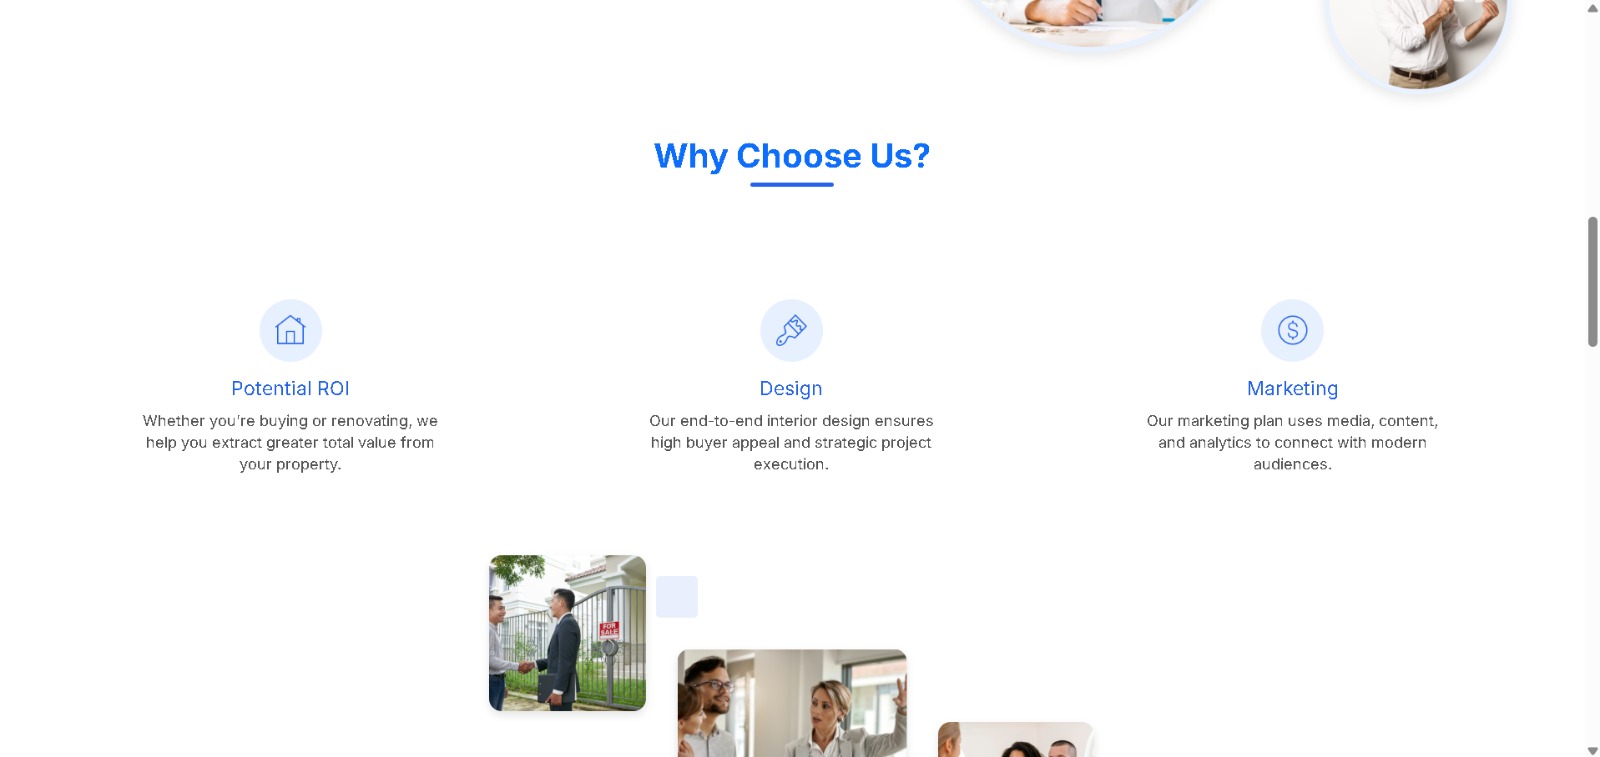 Why Choose Us?
Potential ROI
Whether you're buying or renovating, we
help you extract greater total value from
your property.
Design
Our end-to-end interior design ensures
high buyer appeal and strategic project
execution.
Marketing
Our marketing plan uses media, content,
and analytics to connect with modern
audiences.
FOR
SALE